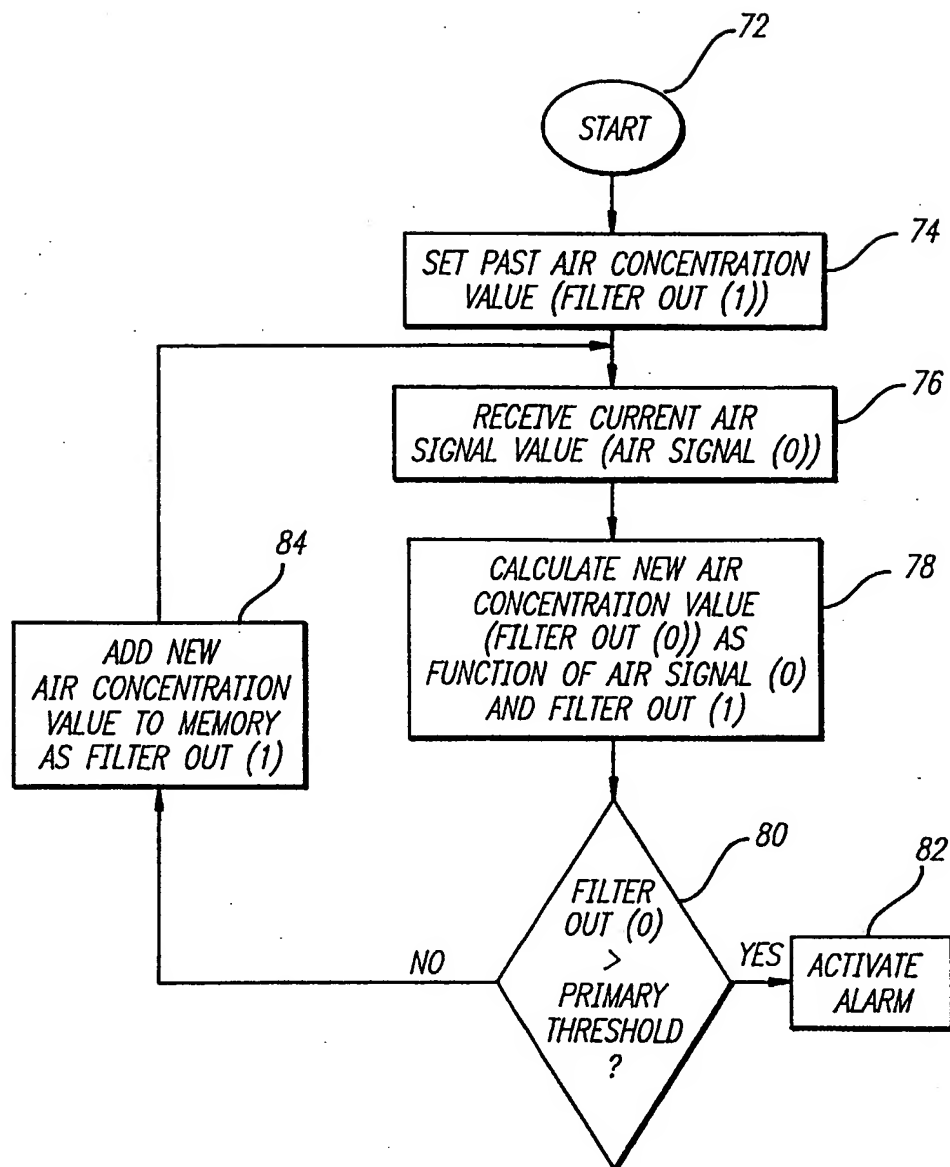 72
START
74
SET PAST AIR CONCENTRATION
VALUE (FILTER OUT (1))
76
RECEIVE CURRENT AIR
SIGNAL VALUE (AIR SIGNAL (0))
78
CALCULATE NEW AIR
CONCENTRATION VALUE
(FILTER OUT (0)) AS
FUNCTION OF AIR SIGNAL (0)
AND FILTER OUT (1)
84
ADD NEW
AIR CONCENTRATION
VALUE TO MEMORY
AS FILTER OUT (1)
80
FILTER
OUT (0)
>
PRIMARY
THRESHOLD
?
NO
YES
82
ACTIVATE
ALARM